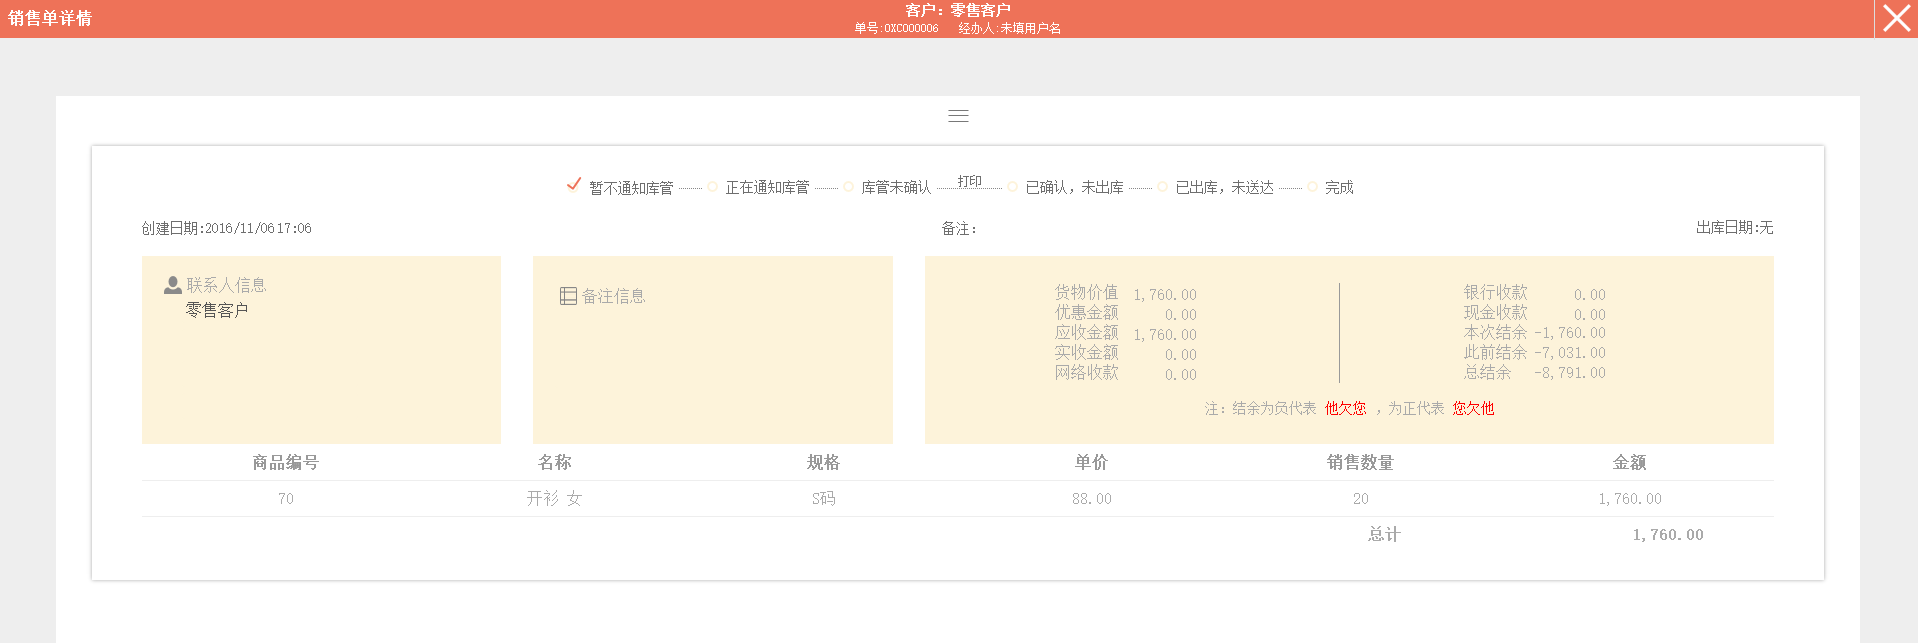 销售单详情
客户：零售客户
单号:OXC000006 经办人:未填用户名
暂不通知库管 正在通知库管 库管未确认 打印 已确认，未出库 已出库，未送达 完成
创建日期:2016/11/06 17:06 备注： 出库日期:无
联系人信息
零售客户
备注信息
货物价值 1,760.00
优惠金额 0.00
应收金额 1,760.00
实收金额 0.00
网络收款 0.00
银行收款 0.00
现金收款 0.00
本次结余 -1,760.00
此前结余 -7,031.00
总结余 -8,791.00
注：结余为负代表 他欠您 ，为正代表 您欠他
商品编号 名称 规格 单价 销售数量 金额
70 开衫 女 S码 88.00 20 1,760.00
总计 1,760.00